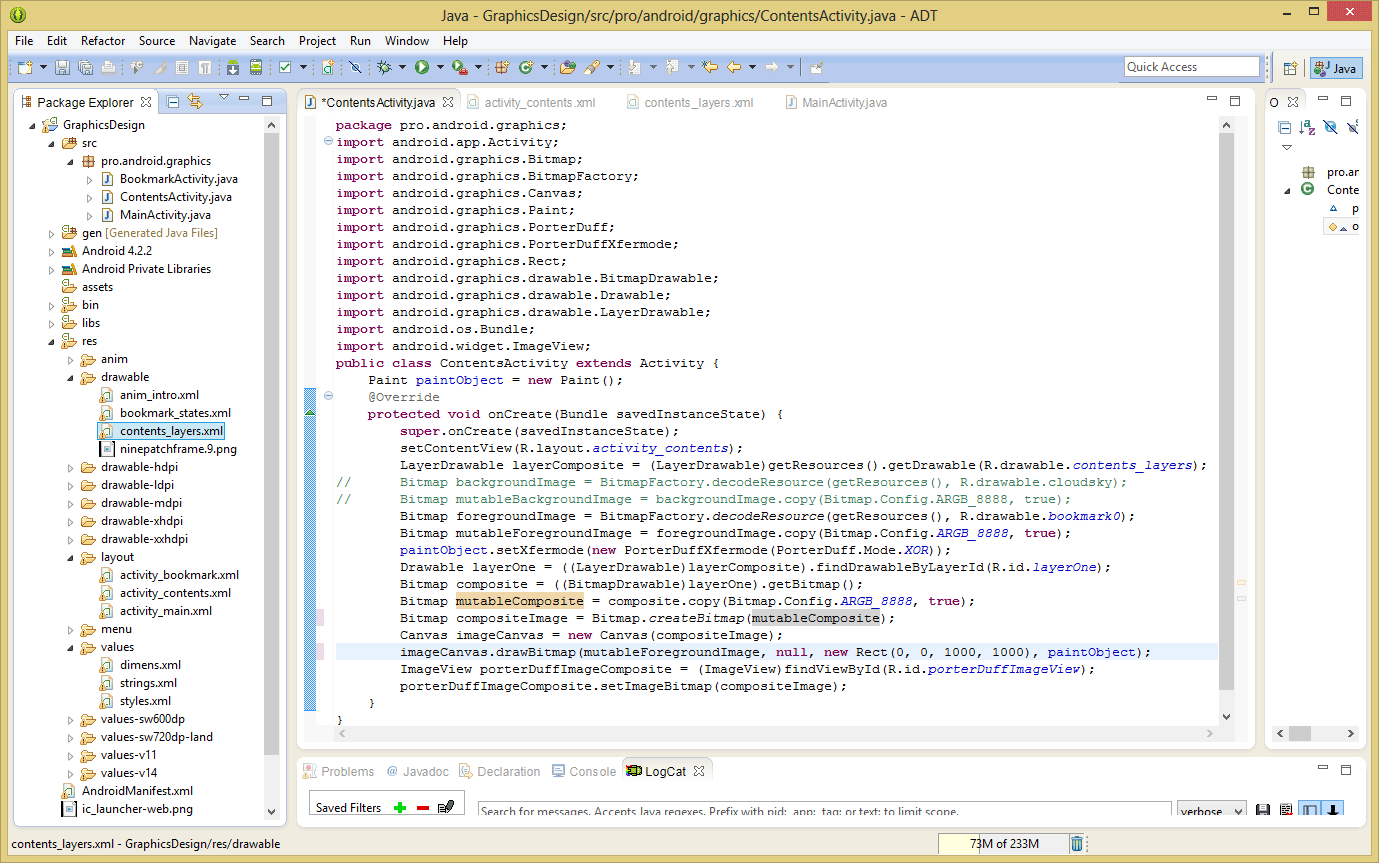 Java - GraphicsDesign/src/pro/android/graphics/ContentsActivity.java - ADT
File Edit Refactor Source Navigate Search Project Run Window Help
Quick Access
Java
Package Explorer
GraphicsDesign
src
pro.android.graphics
BookmarkActivity.java
ContentsActivity.java
MainActivity.java
gen [Generated Java Files]
Android 4.2.2
Android Private Libraries
assets
bin
libs
res
anim
drawable
anim_intro.xml
bookmark_states.xml
contents_layers.xml
ninepatchframe.9.png
drawable-hdpi
drawable-ldpi
drawable-mdpi
drawable-xhdpi
drawable-xxhdpi
layout
activity_bookmark.xml
activity_contents.xml
activity_main.xml
menu
values
dimens.xml
strings.xml
styles.xml
values-sw600dp
values-sw720dp-land
values-v11
values-v14
AndroidManifest.xml
ic_launcher-web.png
*ContentsActivity.java activity_contents.xml contents_layers.xml MainActivity.java
package pro.android.graphics;
import android.app.Activity;
import android.graphics.Bitmap;
import android.graphics.BitmapFactory;
import android.graphics.Canvas;
import android.graphics.Paint;
import android.graphics.PorterDuff;
import android.graphics.PorterDuffXfermode;
import android.graphics.Rect;
import android.graphics.drawable.BitmapDrawable;
import android.graphics.drawable.Drawable;
import android.graphics.drawable.LayerDrawable;
import android.os.Bundle;
import android.widget.ImageView;
public class ContentsActivity extends Activity {
Paint paintObject = new Paint();
@Override
protected void onCreate(Bundle savedInstanceState) {
super.onCreate(savedInstanceState);
setContentView(R.layout.activity_contents);
LayerDrawable layerComposite = (LayerDrawable)getResources().getDrawable(R.drawable.contents_layers);
// Bitmap backgroundImage = BitmapFactory.decodeResource(getResources(), R.drawable.cloudsky);
// Bitmap mutableBackgroundImage = backgroundImage.copy(Bitmap.Config.ARGB_8888, true);
Bitmap foregroundImage = BitmapFactory.decodeResource(getResources(), R.drawable.bookmark0);
Bitmap mutableForegroundImage = foregroundImage.copy(Bitmap.Config.ARGB_8888, true);
paintObject.setXfermode(new PorterDuffXfermode(PorterDuff.Mode.XOR));
Drawable layerOne = ((LayerDrawable)layerComposite).findDrawableByLayerId(R.id.layerOne);
Bitmap composite = ((BitmapDrawable)layerOne).getBitmap();
Bitmap mutableComposite = composite.copy(Bitmap.Config.ARGB_8888, true);
Bitmap compositeImage = Bitmap.createBitmap(mutableComposite);
Canvas imageCanvas = new Canvas(compositeImage);
imageCanvas.drawBitmap(mutableForegroundImage, null, new Rect(0, 0, 1000, 1000), paintObject);
ImageView porterDuffImageComposite = (ImageView)findViewById(R.id.porterDuffImageView);
porterDuffImageComposite.setImageBitmap(compositeImage);
}
}
O
pro.ar
Conte
p
o
Problems @ Javadoc Declaration Console LogCat
Saved Filters
Search for messages. Accepts Java regexes. Prefix with pid:, app:, tag: or text: to limit scope.
verbose
contents_layers.xml - GraphicsDesign/res/drawable
73M of 233M